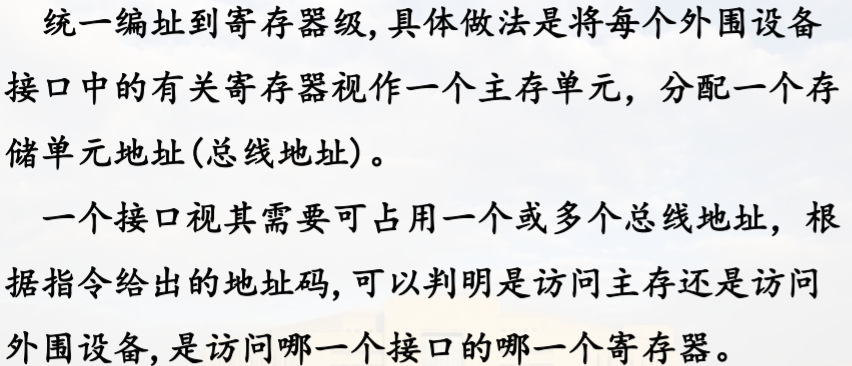 统一编址到寄存器级,具体做法是将每个外围设备
接口中的有关寄存器视作一个主存单元，分配一个存
储单元地址(总线地址)。
一个接口视其需要可占用一个或多个总线地址，根
据指令给出的地址码,可以判明是访问主存还是访问
外围设备,是访问哪一个接口的哪一个寄存器。